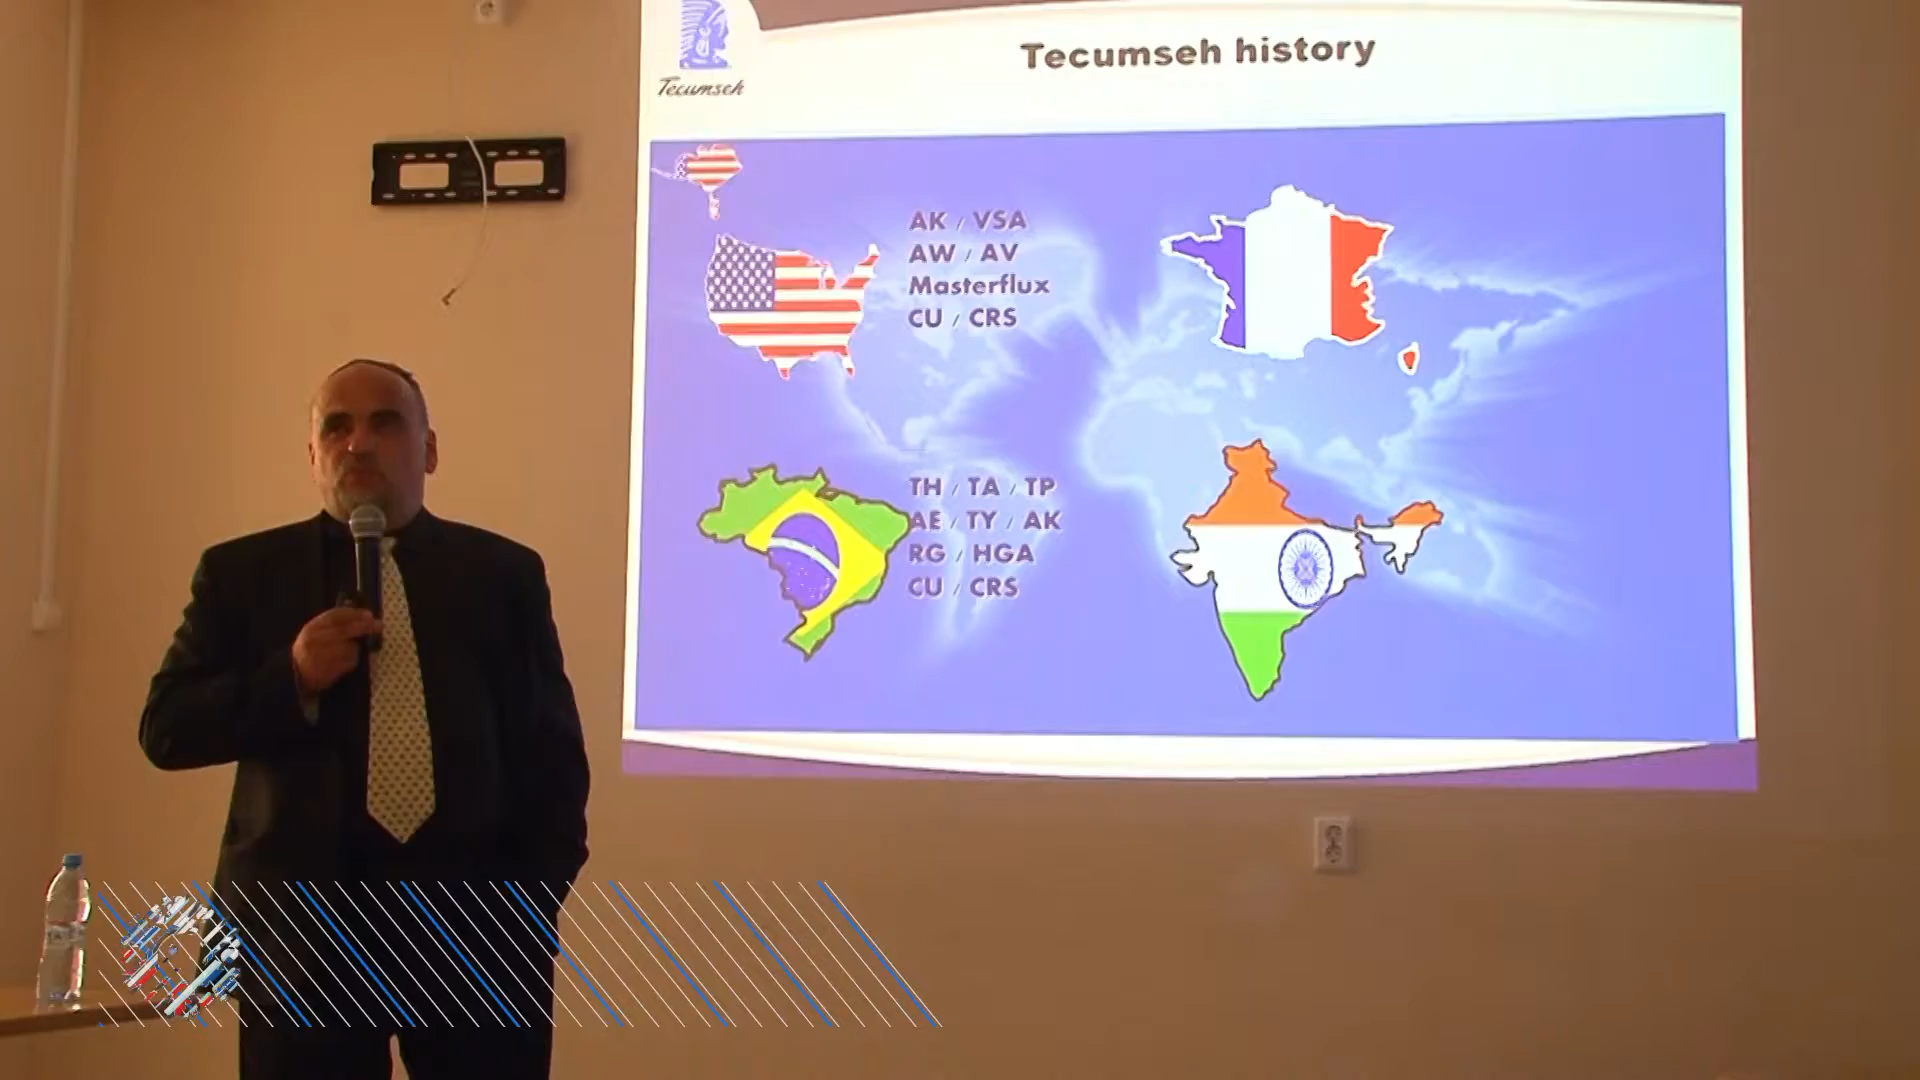 Tecumseh
Tecumseh history
AK / VSA
AW / AV
Masterflux
CU / CRS
TH / TA / TP
AE / TY / AK
RG / HGA
CU / CRS